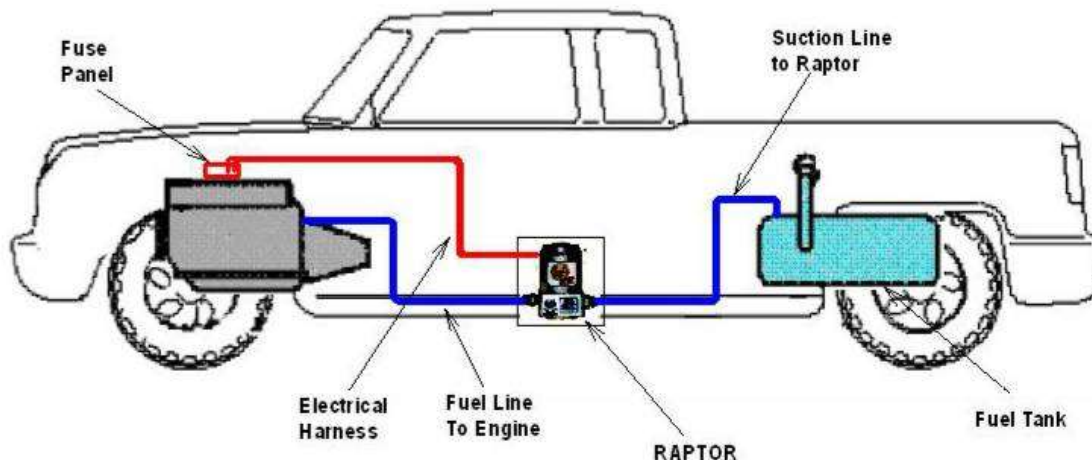 Fuse
Panel
Suction Line
to Raptor
Electrical
Harness
Fuel Line
To Engine
RAPTOR
Fuel Tank